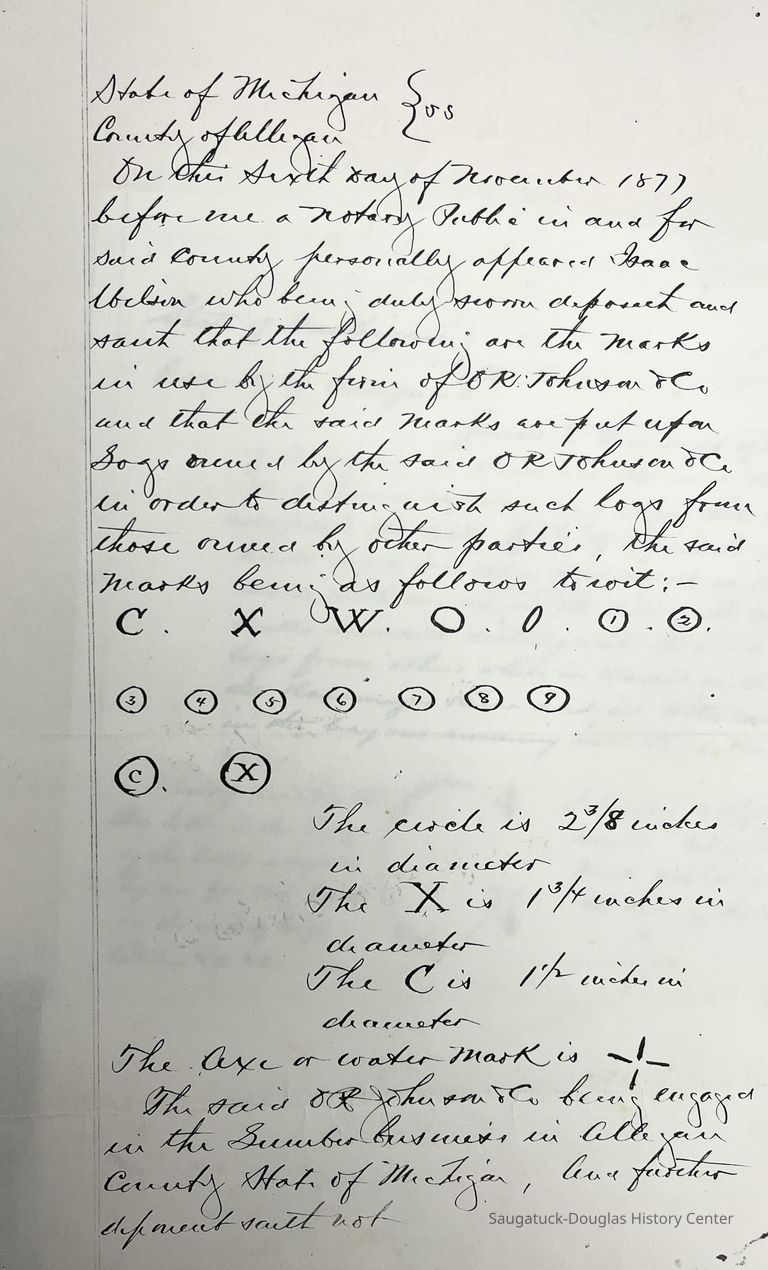 State of Michigan } ss
County of Allegan
On this Sixth Day of November 1877
before me a Notary Public in and for
said County personally appeared Isaac
Wilson who being duly sworn deposeth and
saith that the following are the Marks
in use by the firm of O R. Johnson & Co
and that the said Marks are put upon
Logs owned by the said O R Johnson & Co
in order to distinguish such logs from
those owned by other parties, the said
Marks being as follows to wit:-
C. X W. O. 0. ①. ②.
③ ④ ⑤ ⑥ ⑦ ⑧ ⑨
Ⓒ. Ⓧ
The circle is 2 3/8 inches
in diameter
The X is 1 3/4 inches in
diameter
The C is 1 1/2 inches in
diameter
The Axe or water Mark is
The said O R Johnson & Co being engaged
in the Lumber business in Allegan
County State of Michigan, And further
deponent saith not
Saugatuck-Douglas History Center